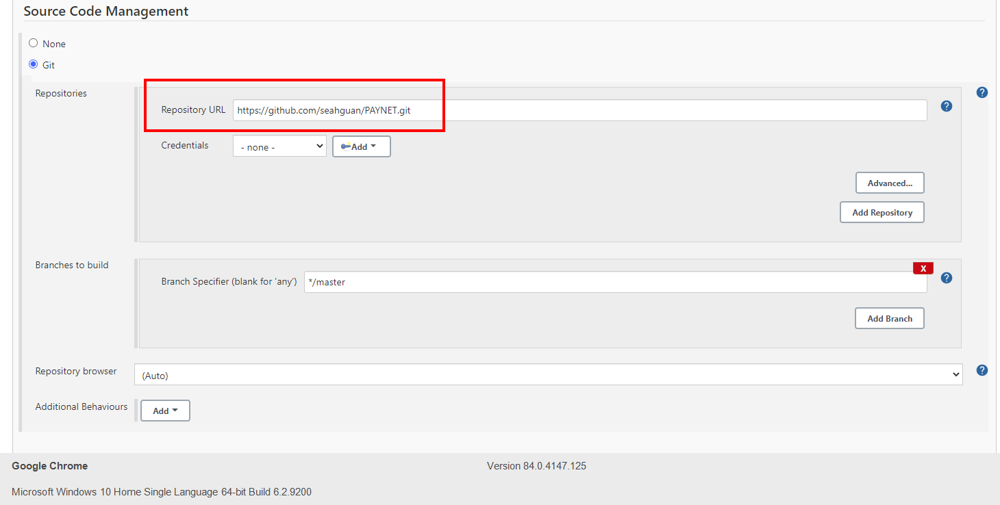 Source Code Management
None
Git
Repositories
Repository URL https://github.com/seahguan/PAYNET.git
Credentials - none - Add
Advanced...
Add Repository
Branches to build
X
Branch Specifier (blank for 'any') */master
Add Branch
Repository browser (Auto)
Additional Behaviours Add
Google Chrome Version 84.0.4147.125
Microsoft Windows 10 Home Single Language 64-bit Build 6.2.9200